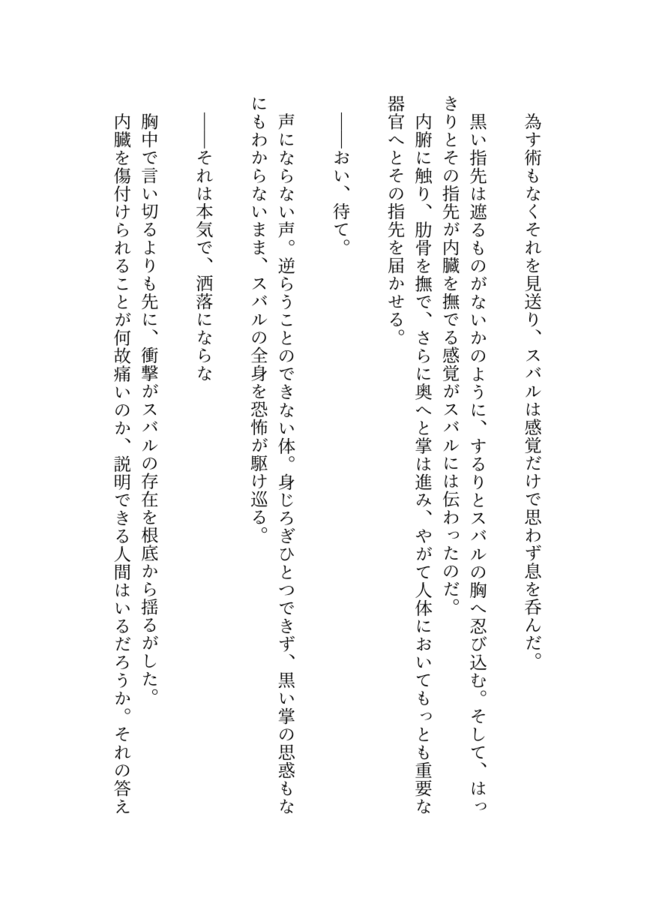 為す術もなくそれを見送り、スバルは感覚だけで思わず息を呑んだ。
黒い指先は遮るものがないかのように、するりとスバルの胸へ忍び込む。そして、はっ
きりとその指先が内臓を撫でる感覚がスバルには伝わったのだ。
内腑に触り、肋骨を撫で、さらに奥へと掌は進み、やがて人体においてもっとも重要な
器官へとその指先を届かせる。
――おい、待て。
声にならない声。逆らうことのできない体。身じろぎひとつできず、黒い掌の思惑もな
にもわからないまま、スバルの全身を恐怖が駆け巡る。
――それは本気で、洒落にならな
胸中で言い切るよりも先に、衝撃がスバルの存在を根底から揺るがした。
内臓を傷付けられることが何故痛いのか、説明できる人間はいるだろうか。それの答え